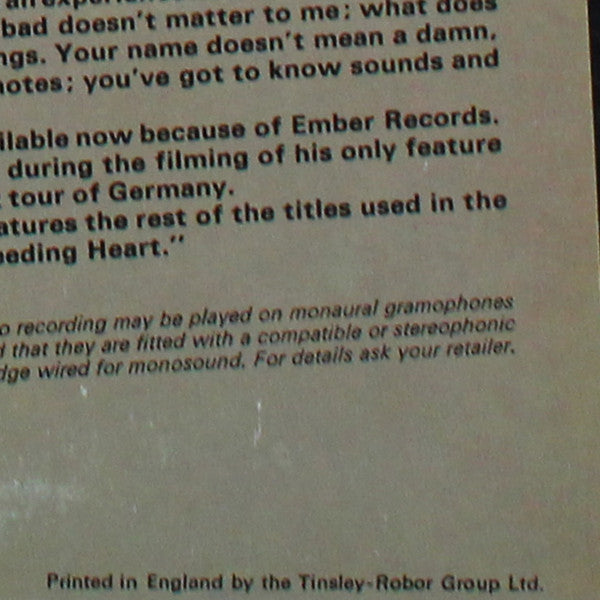 bad doesn't matter to me; what does
ngs. Your name doesn't mean a damn,
notes; you've got to know sounds and
ilable now because of Ember Records.
during the filming of his only feature
tour of Germany.
atures the rest of the titles used in the
eeding Heart."
o recording may be played on monaural gramophones
d that they are fitted with a compatible or stereophonic
dge wired for monosound. For details ask your retailer.
Printed in England by the Tinsley-Robor Group Ltd.